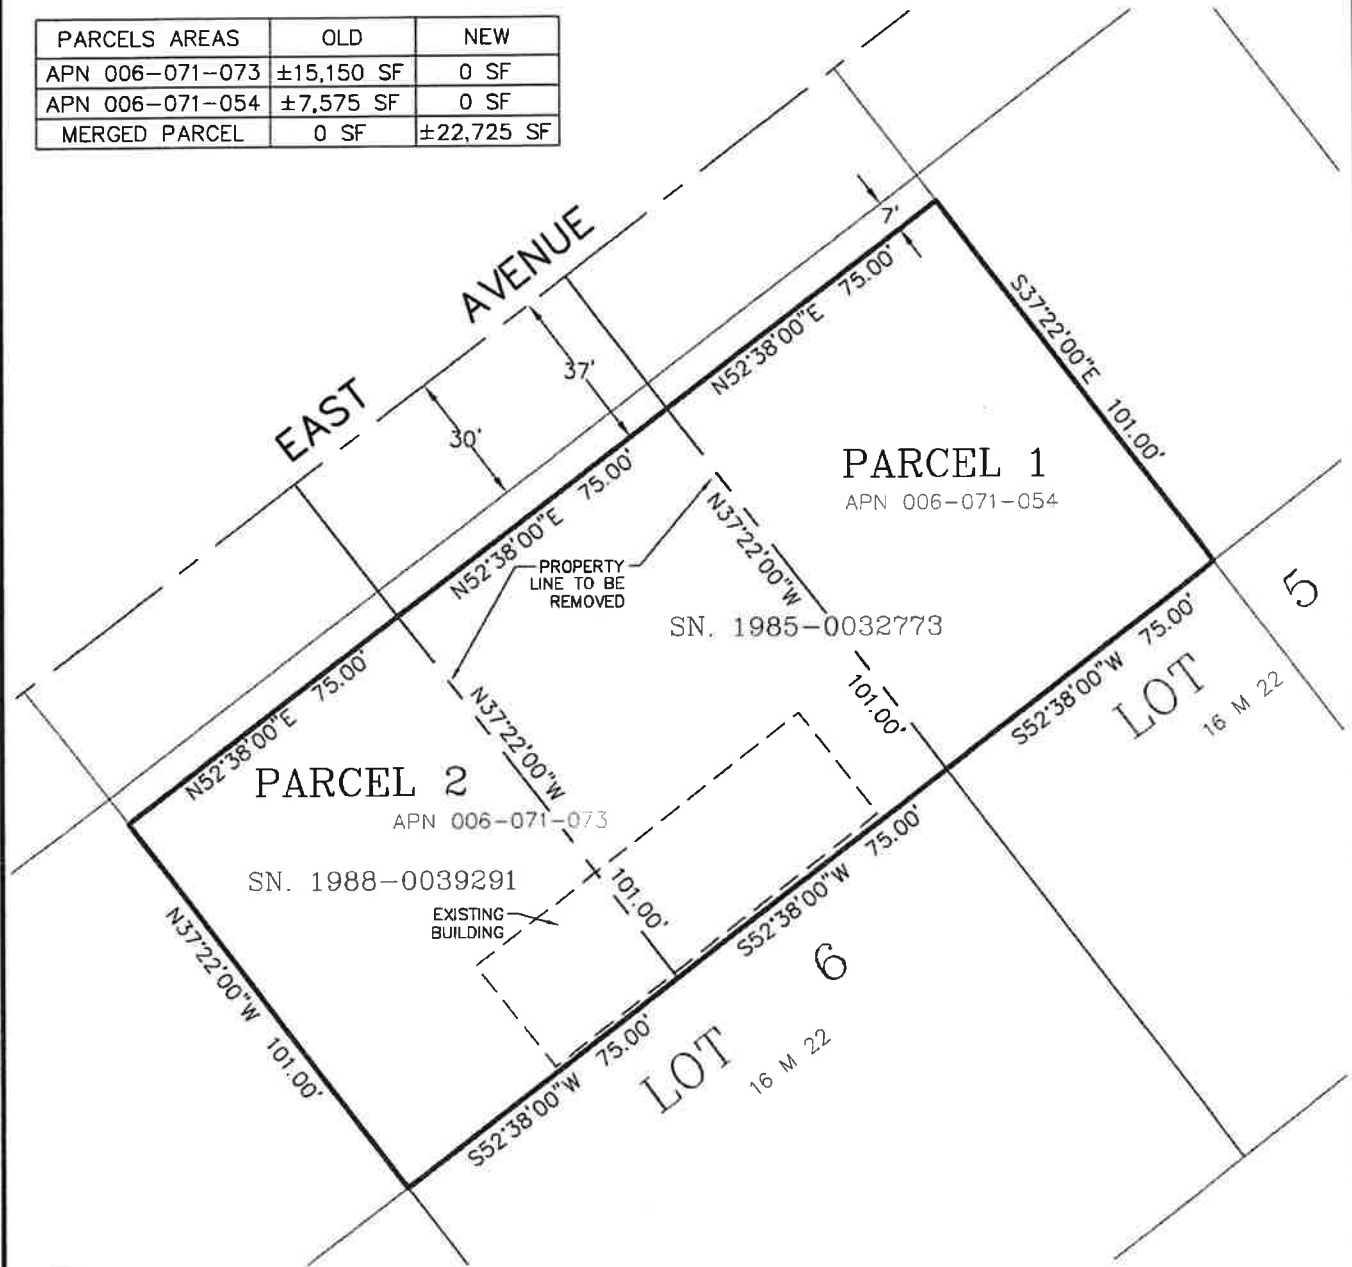 PARCELS AREAS OLD NEW
APN 006-071-073 ±15,150 SF 0 SF
APN 006-071-054 ±7,575 SF 0 SF
MERGED PARCEL 0 SF ±22,725 SF
EAST AVENUE
7'
37'
30'
N52°38'00"E 75.00'
N52°38'00"E 75.00'
N52°38'00"E 75.00'
S37°22'00"E 101.00'
PARCEL 1
APN 006-071-054
N37°22'00"W 101.00'
PROPERTY
LINE TO BE
REMOVED
SN. 1985-0032773
N37°22'00"W 101.00'
PARCEL 2
APN 006-071-073
SN. 1988-0039291
EXISTING
BUILDING
N37°22'00"W 101.00'
S52°38'00"W 75.00'
S52°38'00"W 75.00'
S52°38'00"W 75.00'
LOT 5
16 M 22
LOT 6
16 M 22